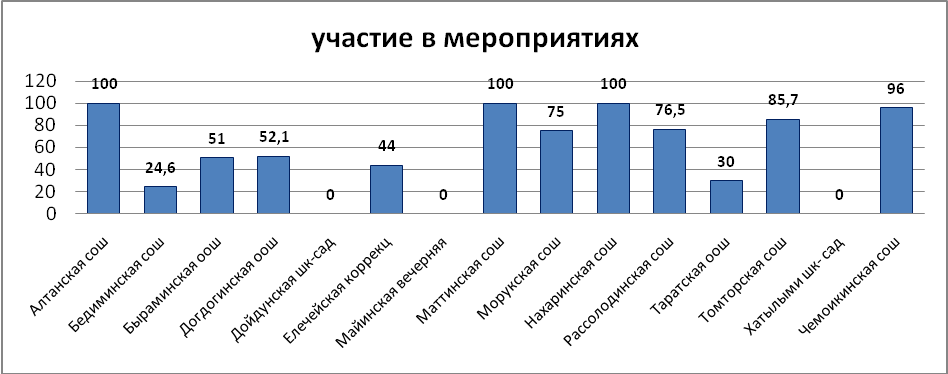 участие в мероприятиях
120
100
80
60
40
20
0
100
24,6
51
52,1
0
44
0
100
75
100
76,5
30
85,7
0
96
Алтанская сош
Бедиминская сош
Быраминская оош
Догдогинская оош
Дойдунская шк-сад
Елечейская коррекц
Майинская вечерняя
Маттинская сош
Морукская сош
Нахаринская сош
Рассолодинская сош
Таратская оош
Томторская сош
Хатылыми шк- сад
Чемоикинская сош